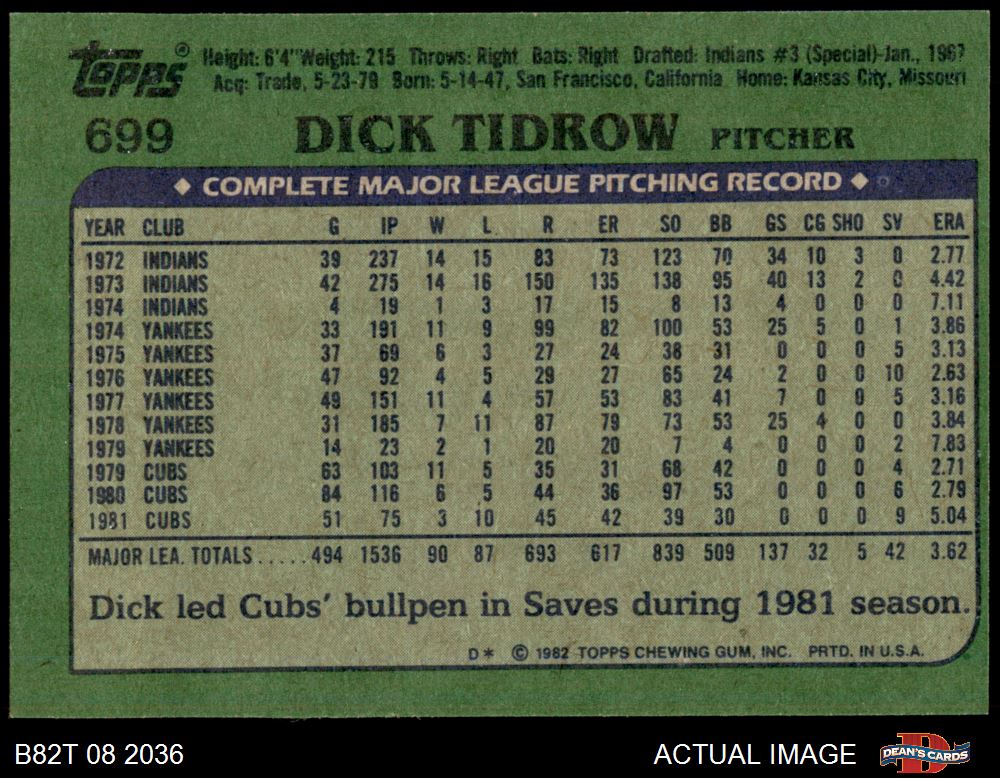 Topps® Height: 6'4" Weight: 215 Throws: Right Bats: Right Drafted: Indians #3 (Special)-Jan., 1967
Acq: Trade, 5-23-79 Born: 5-14-47, San Francisco, California Home: Kansas City, Missouri
699 DICK TIDROW PITCHER
◆ COMPLETE MAJOR LEAGUE PITCHING RECORD ◆
YEAR CLUB G IP W L R ER SO BB GS CG SHO SV ERA
1972 INDIANS 39 237 14 15 83 73 123 70 34 10 3 0 2.77
1973 INDIANS 42 275 14 16 150 135 138 95 40 13 2 0 4.42
1974 INDIANS 4 19 1 3 17 15 8 13 4 0 0 0 7.11
1974 YANKEES 33 191 11 9 99 82 100 53 25 5 0 1 3.86
1975 YANKEES 37 69 6 3 27 24 38 31 0 0 0 5 3.13
1976 YANKEES 47 92 4 5 29 27 65 24 2 0 0 10 2.63
1977 YANKEES 49 151 11 4 57 53 83 41 7 0 0 5 3.16
1978 YANKEES 31 185 7 11 87 79 73 53 25 4 0 0 3.84
1979 YANKEES 14 23 2 1 20 20 7 4 0 0 0 2 7.83
1979 CUBS 63 103 11 5 35 31 68 42 0 0 0 4 2.71
1980 CUBS 84 116 6 5 44 36 97 53 0 0 0 6 2.79
1981 CUBS 51 75 3 10 45 42 39 30 0 0 0 9 5.04
MAJOR LEA. TOTALS.....494 1536 90 87 693 617 839 509 137 32 5 42 3.62
Dick led Cubs' bullpen in Saves during 1981 season.
D* © 1982 TOPPS CHEWING GUM, INC. PRTD. IN U.S.A.
B82T 08 2036 ACTUAL IMAGE DEAN'S CARDS